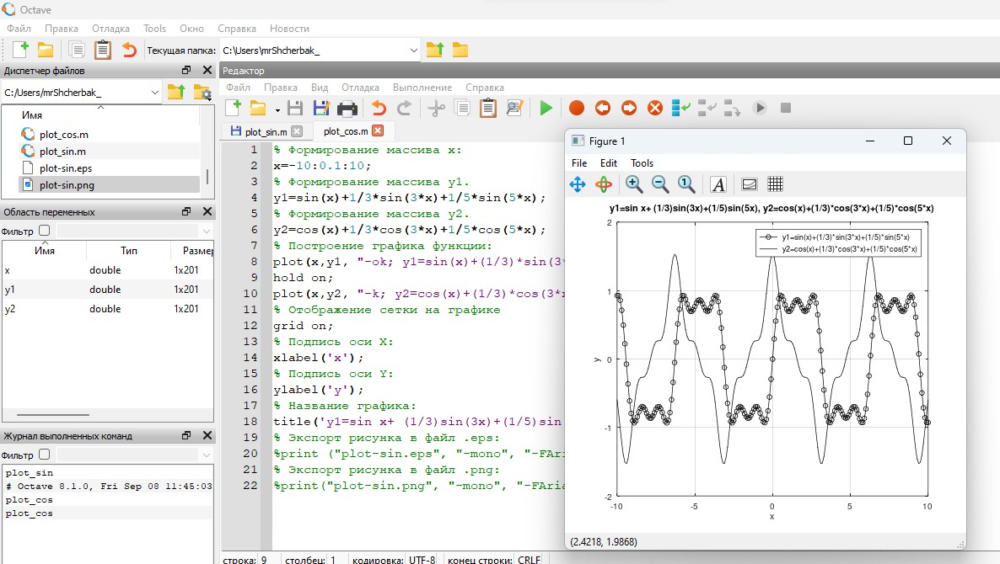 Octave
Файл Правка Отладка Tools Окно Справка Новости
Текущая папка: C:\Users\mrShcherbak_
Диспетчер файлов
C:/Users/mrShcherbak_
Имя
plot_cos.m
plot_sin.m
plot-sin.eps
plot-sin.png
Область переменных
Фильтр
Имя Тип Размер
x double 1x201
y1 double 1x201
y2 double 1x201
Журнал выполненных команд
Фильтр
plot_sin
# Octave 8.1.0, Fri Sep 08 11:45:03
plot_cos
plot_cos
Редактор
Файл Правка Вид Отладка Выполнение Справка
plot_sin.m plot_cos.m
1 % Формирование массива x:
2 x=-10:0.1:10;
3 % Формирование массива y1.
4 y1=sin(x)+1/3*sin(3*x)+1/5*sin(5*x);
5 % Формирование массива y2.
6 y2=cos(x)+1/3*cos(3*x)+1/5*cos(5*x);
7 % Построение графика функции:
8 plot(x,y1, "-ok; y1=sin(x)+(1/3)*sin(3*
9 hold on;
10 plot(x,y2, "-k; y2=cos(x)+(1/3)*cos(3*x
11 % Отображение сетки на графике
12 grid on;
13 % Подпись оси X:
14 xlabel('x');
15 % Подпись оси Y:
16 ylabel('y');
17 % Название графика:
18 title('y1=sin x+ (1/3)sin(3x)+(1/5)sin
19 % Экспорт рисунка в файл .eps:
20 %print ("plot-sin.eps", "-mono", "-FAri
21 % Экспорт рисунка в файл .png:
22 %print("plot-sin.png", "-mono", "-FAria
строка: 9 столбец: 1 кодировка: UTF-8 конец строки: CRLF
Figure 1
File Edit Tools
A
y1=sin x+ (1/3)sin(3x)+(1/5)sin(5x), y2=cos(x)+(1/3)*cos(3*x)+(1/5)*cos(5*x)
y1=sin(x)+(1/3)*sin(3*x)+(1/5)*sin(5*x)
y2=cos(x)+(1/3)*cos(3*x)+(1/5)*cos(5*x)
2
1
0
-1
-2
y
-10 -5 0 5 10
x
(2.4218, 1.9868)